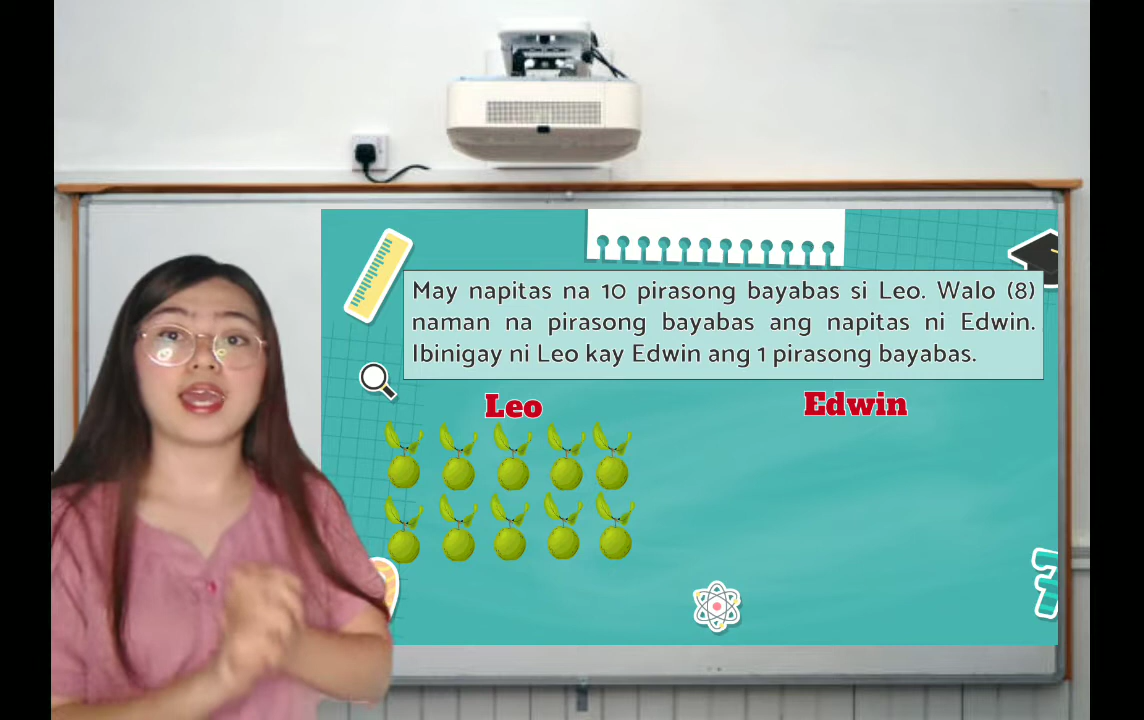 May napitas na 10 pirasong bayabas si Leo. Walo (8)
naman na pirasong bayabas ang napitas ni Edwin.
Ibinigay ni Leo kay Edwin ang 1 pirasong bayabas.
Leo
Edwin